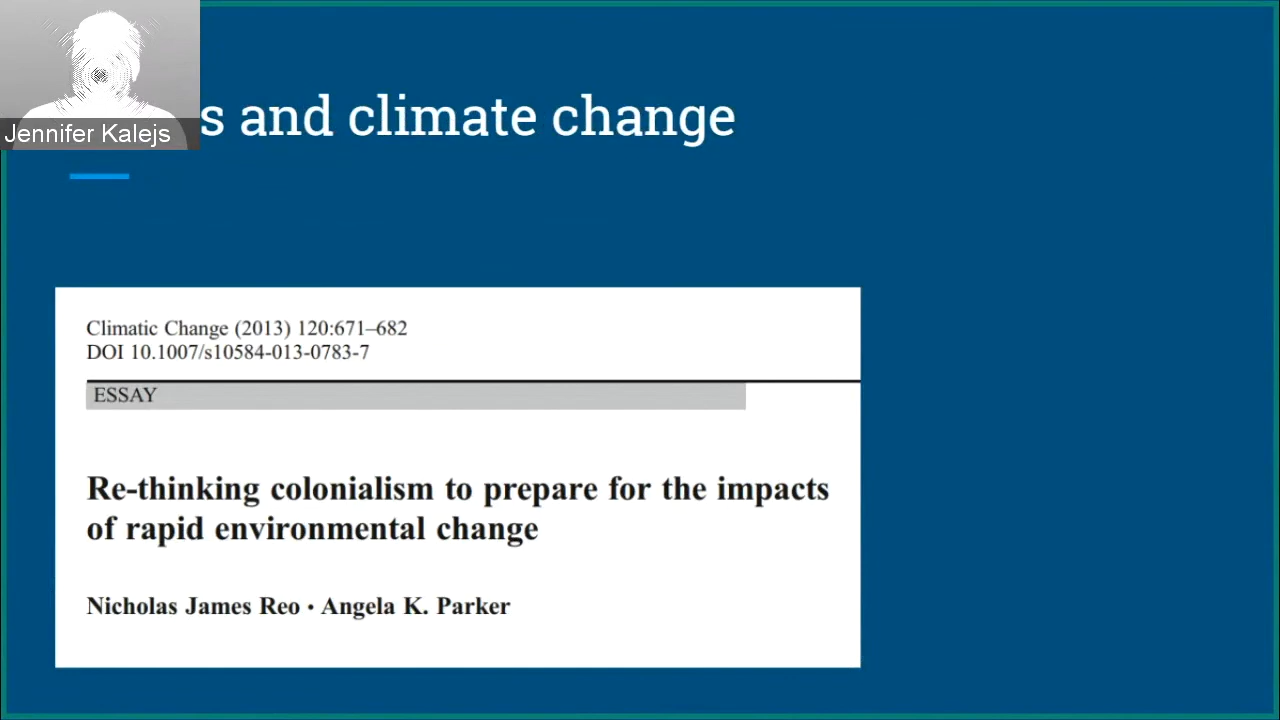 Jennifer Kalejs
s and climate change
Climatic Change (2013) 120:671–682
DOI 10.1007/s10584-013-0783-7
ESSAY
Re-thinking colonialism to prepare for the impacts
of rapid environmental change
Nicholas James Reo · Angela K. Parker